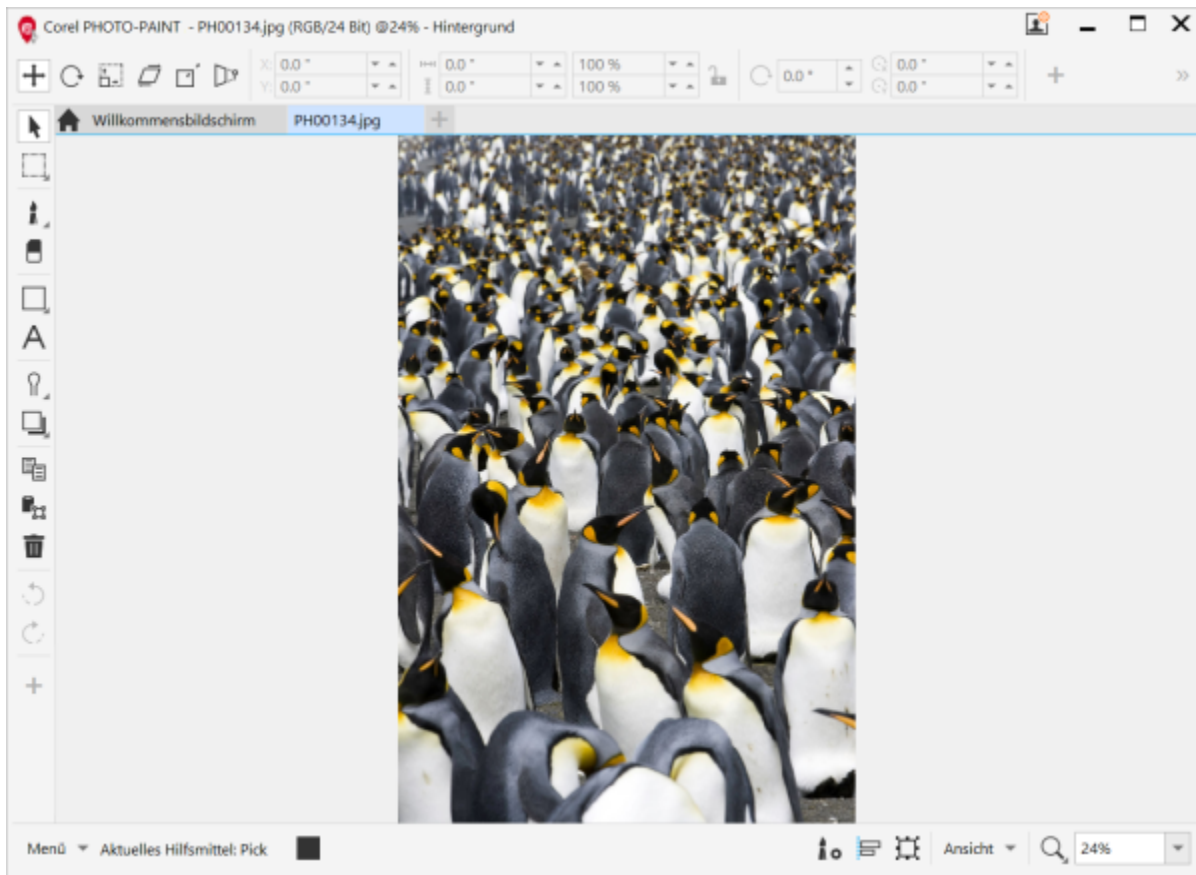 Corel PHOTO-PAINT - PH00134.jpg (RGB/24 Bit) @24% - Hintergrund
X: 0.0 " 0.0 " 100 % 0.0 ° 0.0 "
Y: 0.0 " 0.0 " 100 % 0.0 "
Willkommensbildschirm PH00134.jpg
A
Menü Aktuelles Hilfsmittel: Pick Ansicht 24%